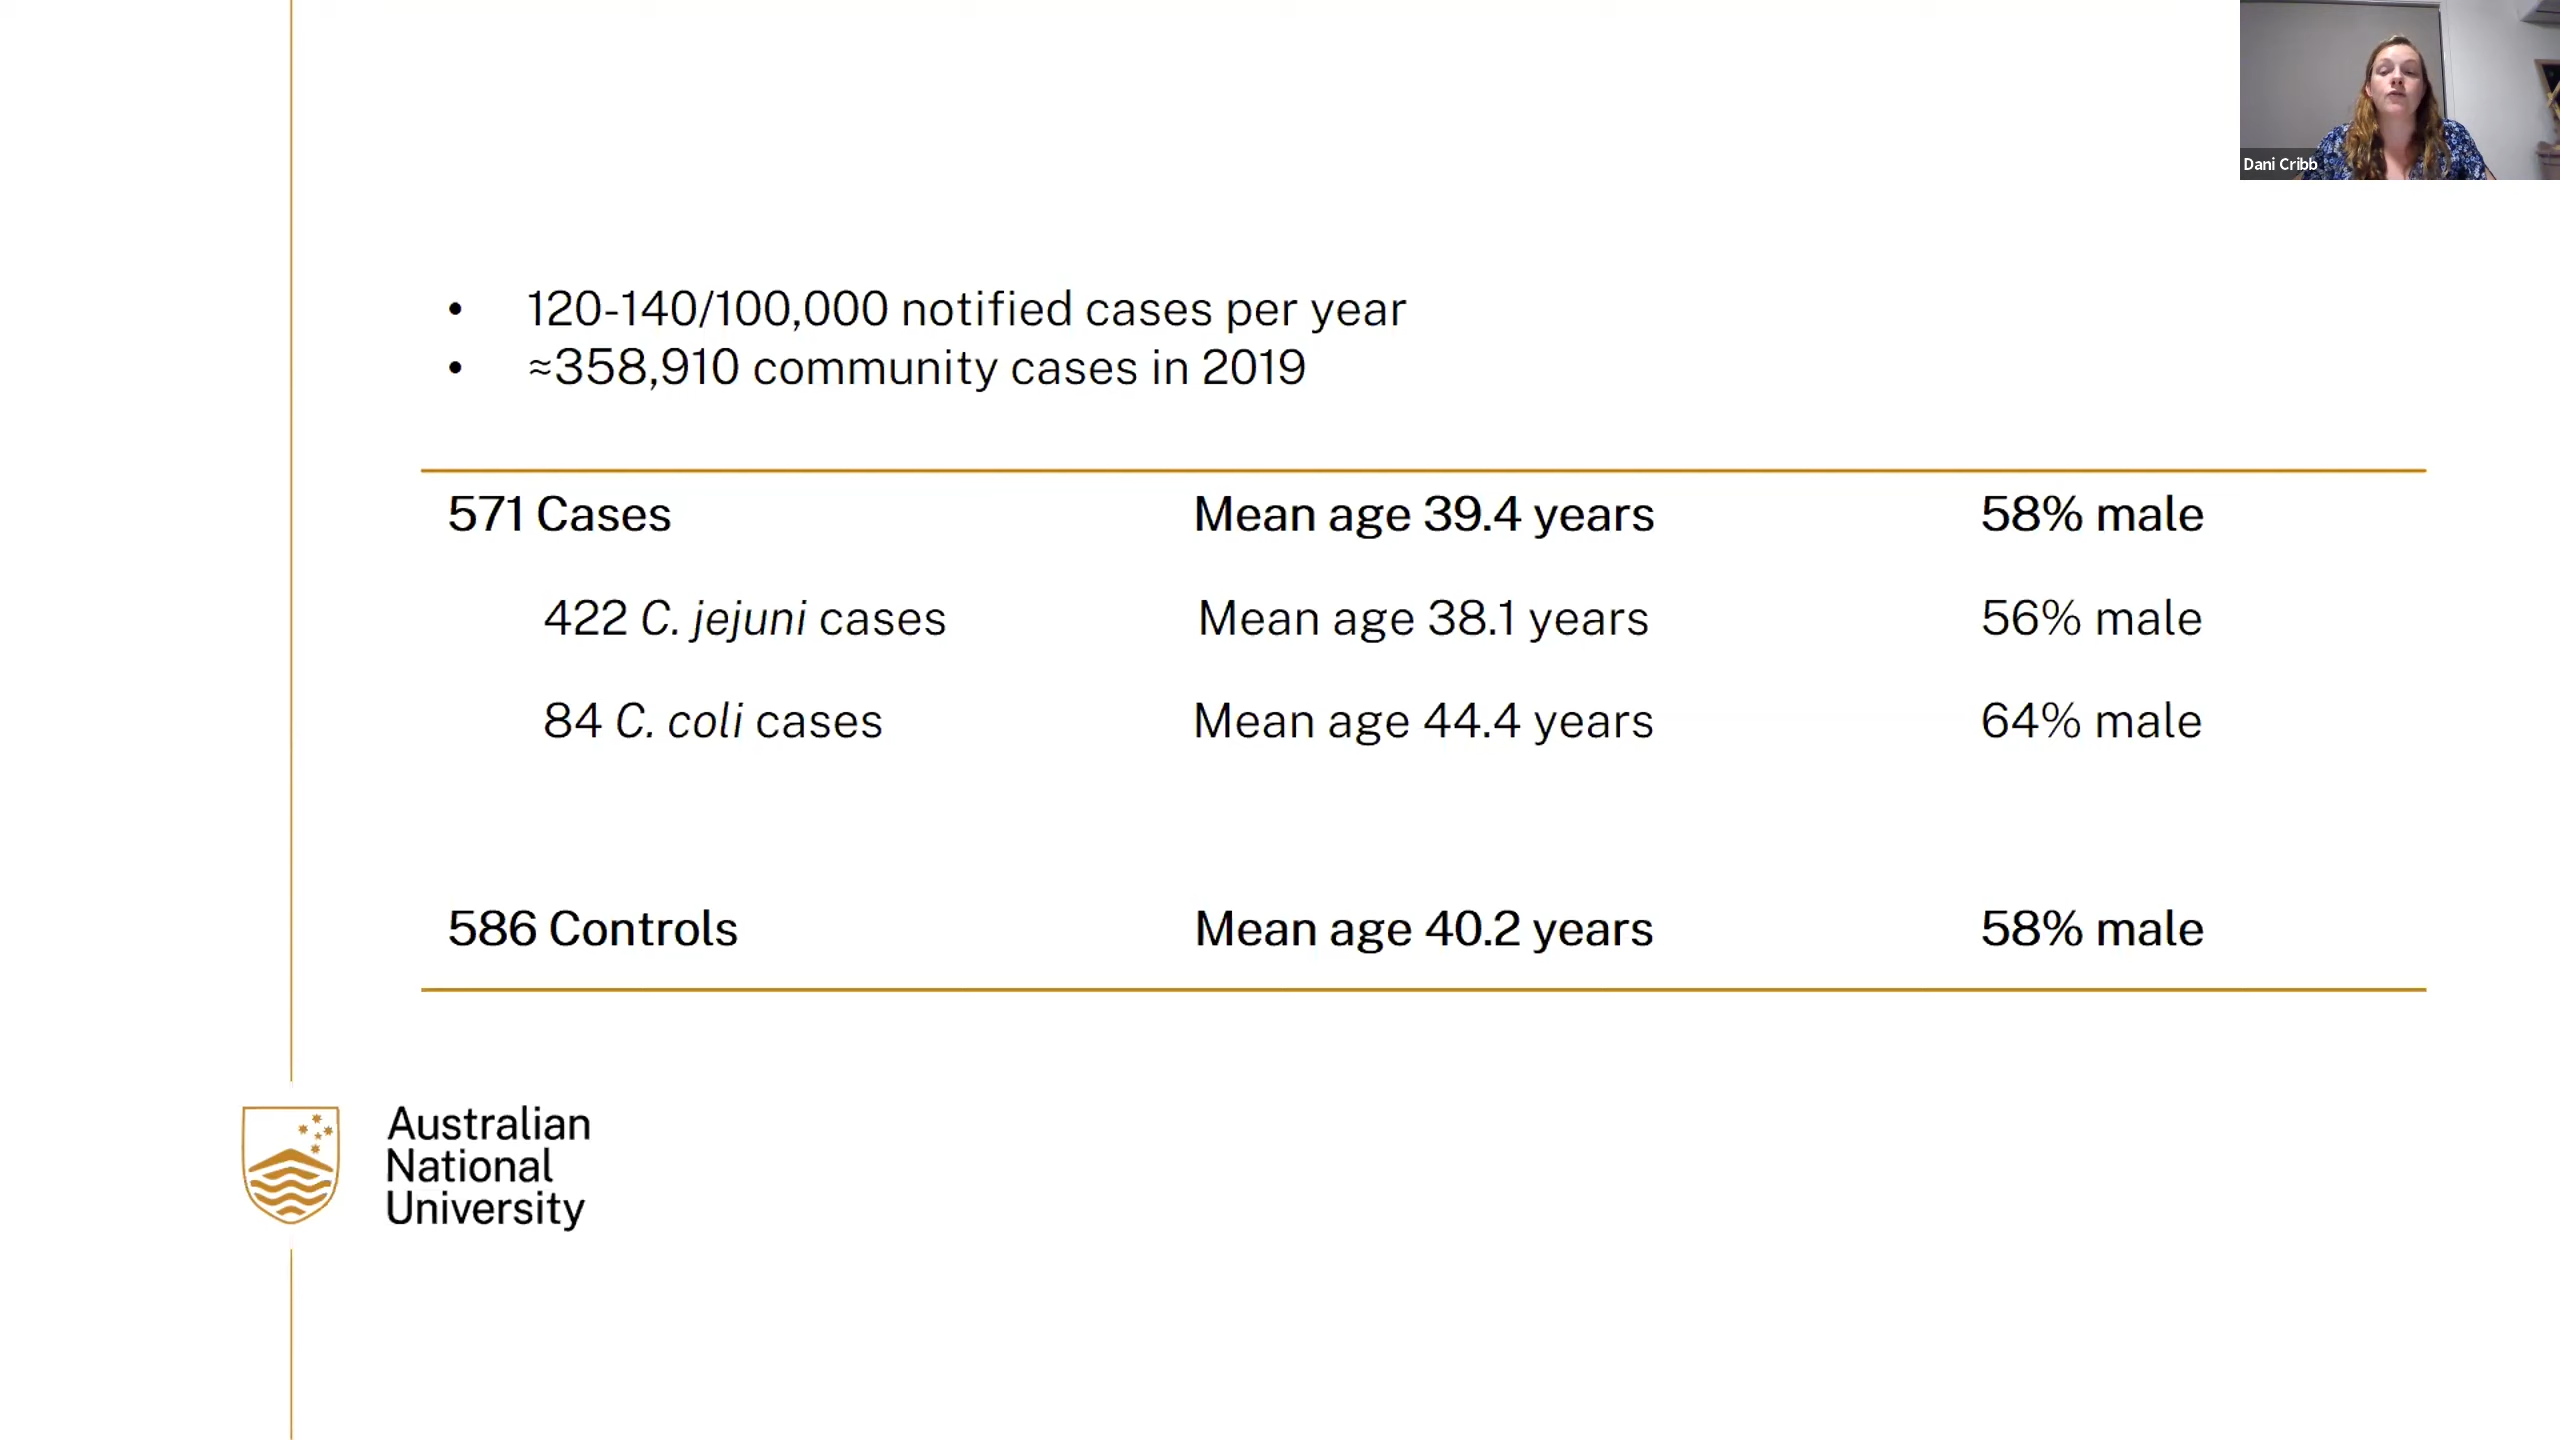 Dani Cribb
• 120-140/100,000 notified cases per year
• ≈358,910 community cases in 2019
571 Cases Mean age 39.4 years 58% male
422 C. jejuni cases Mean age 38.1 years 56% male
84 C. coli cases Mean age 44.4 years 64% male
586 Controls Mean age 40.2 years 58% male
Australian
National
University